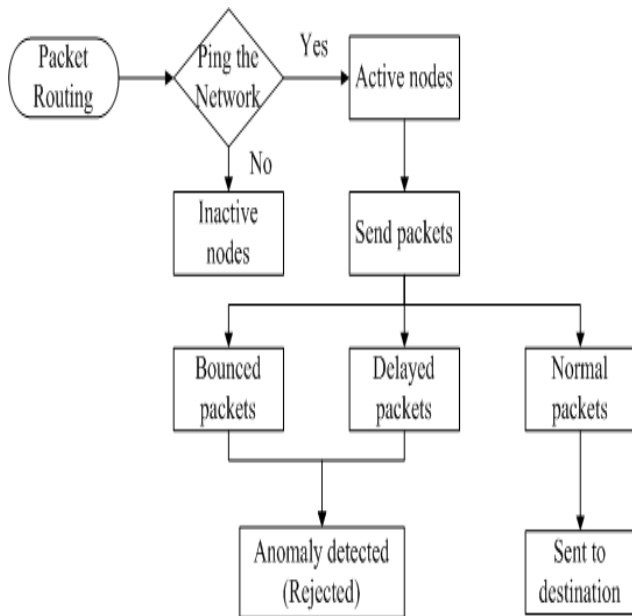 Packet
Routing
Ping the
Network
Yes
Active nodes
No
Inactive
nodes
Send packets
Bounced
packets
Delayed
packets
Normal
packets
Anomaly detected
(Rejected)
Sent to
destination